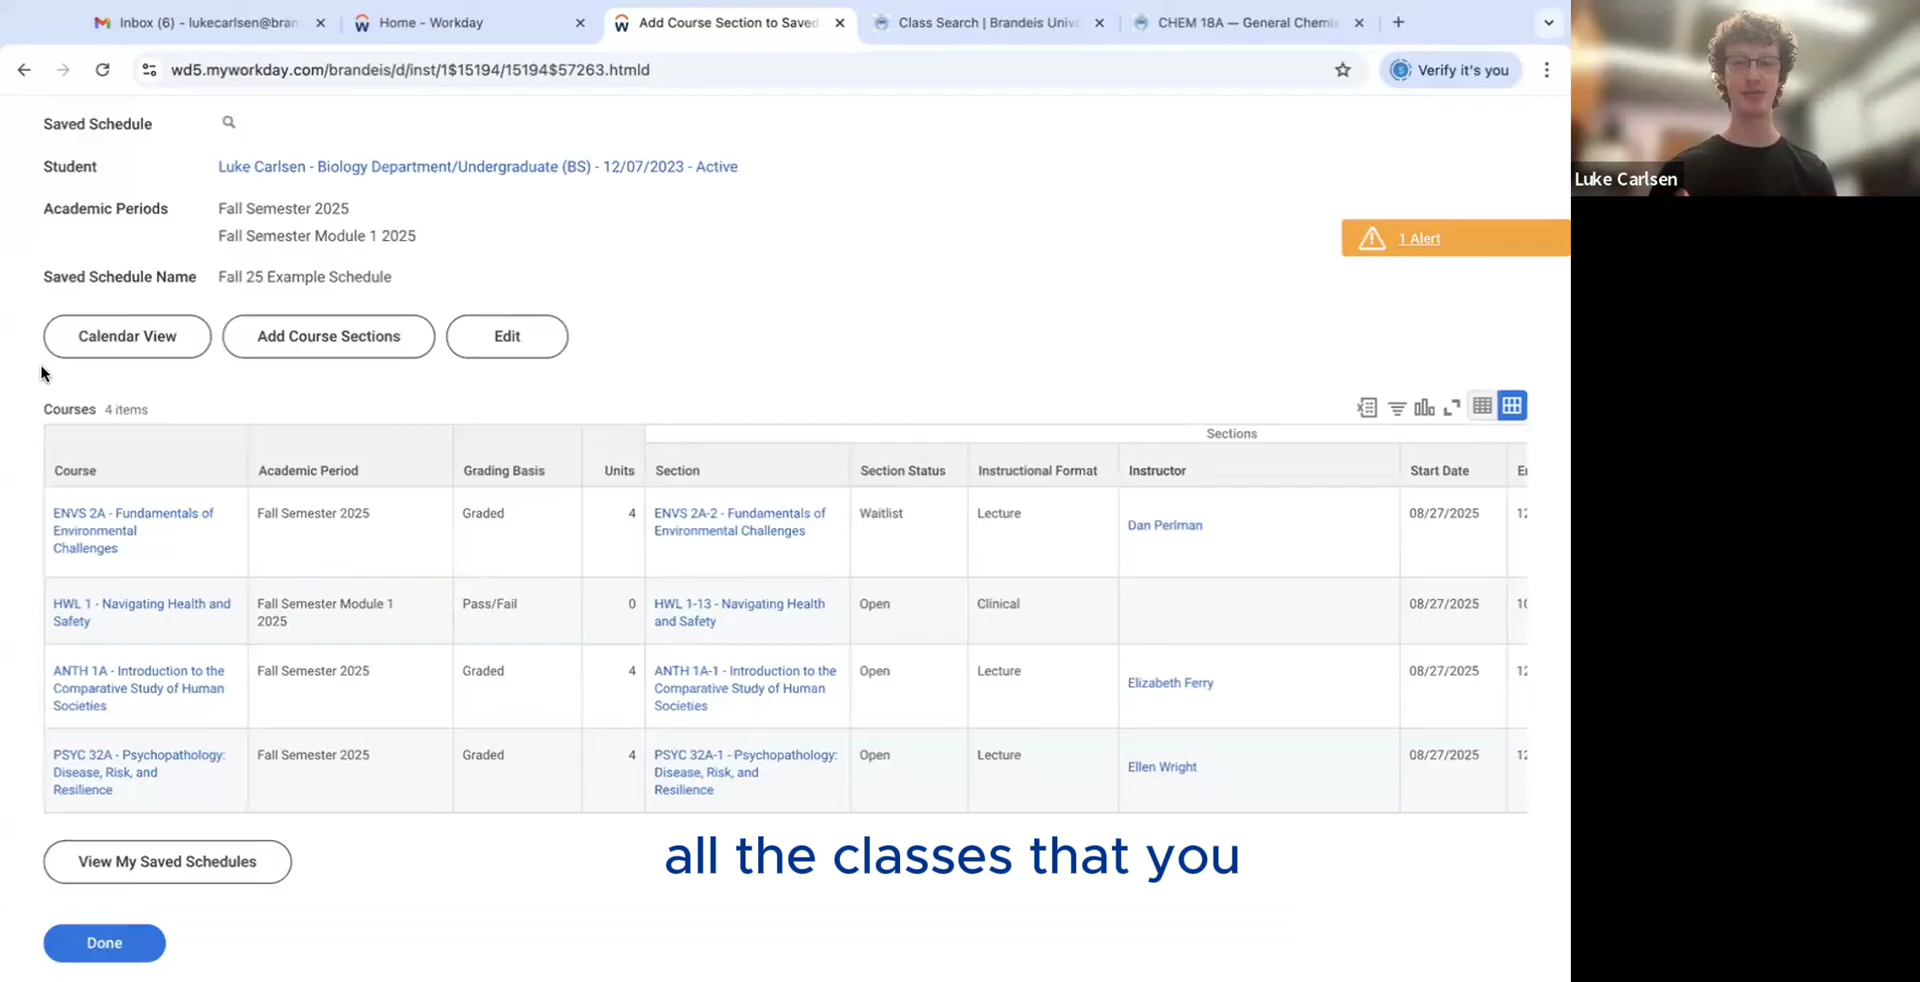 Inbox (6) - lukecarlsen@bran
Home - Workday
Add Course Section to Saved
Class Search | Brandeis Unive
CHEM 18A — General Chemis
wd5.myworkday.com/brandeis/d/inst/1$15194/15194$57263.htmld
Verify it's you
Luke Carlsen
Saved Schedule
Student
Luke Carlsen - Biology Department/Undergraduate (BS) - 12/07/2023 - Active
Academic Periods
Fall Semester 2025
Fall Semester Module 1 2025
1 Alert
Saved Schedule Name
Fall 25 Example Schedule
Calendar View
Add Course Sections
Edit
Courses 4 items
Sections
Course
Academic Period
Grading Basis
Units
Section
Section Status
Instructional Format
Instructor
Start Date
ENVS 2A - Fundamentals of
Environmental
Challenges
Fall Semester 2025
Graded
4
ENVS 2A-2 - Fundamentals of
Environmental Challenges
Waitlist
Lecture
Dan Perlman
08/27/2025
12
HWL 1 - Navigating Health and
Safety
Fall Semester Module 1
2025
Pass/Fail
0
HWL 1-13 - Navigating Health
and Safety
Open
Clinical
08/27/2025
10
ANTH 1A - Introduction to the
Comparative Study of Human
Societies
Fall Semester 2025
Graded
4
ANTH 1A-1 - Introduction to the
Comparative Study of Human
Societies
Open
Lecture
Elizabeth Ferry
08/27/2025
12
PSYC 32A - Psychopathology:
Disease, Risk, and
Resilience
Fall Semester 2025
Graded
4
PSYC 32A-1 - Psychopathology:
Disease, Risk, and
Resilience
Open
Lecture
Ellen Wright
08/27/2025
12
View My Saved Schedules
all the classes that you
Done